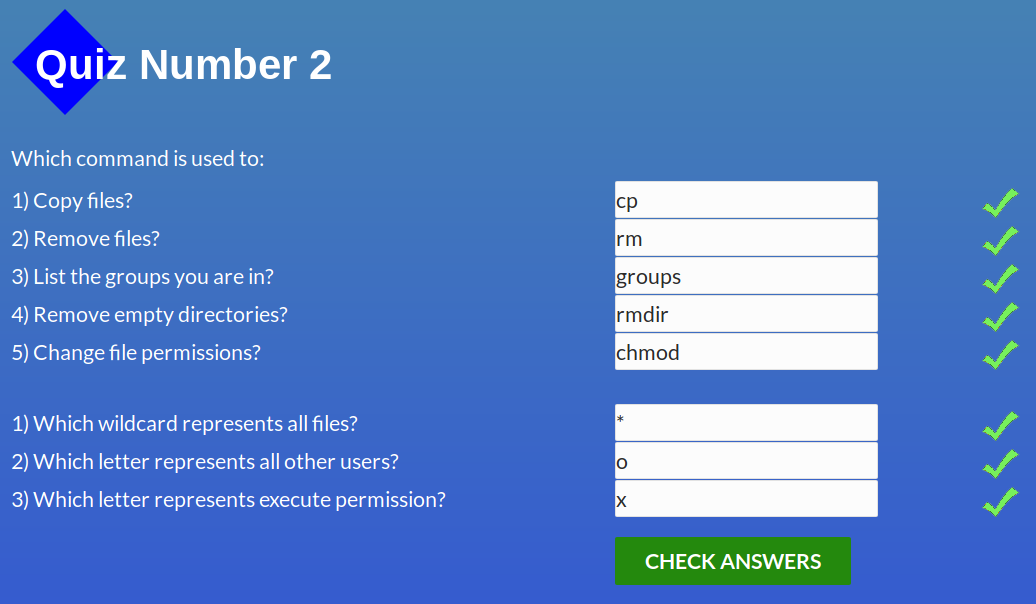 Quiz Number 2
Which command is used to:
1) Copy files? cp
2) Remove files? rm
3) List the groups you are in? groups
4) Remove empty directories? rmdir
5) Change file permissions? chmod
1) Which wildcard represents all files? *
2) Which letter represents all other users? o
3) Which letter represents execute permission? x
CHECK ANSWERS